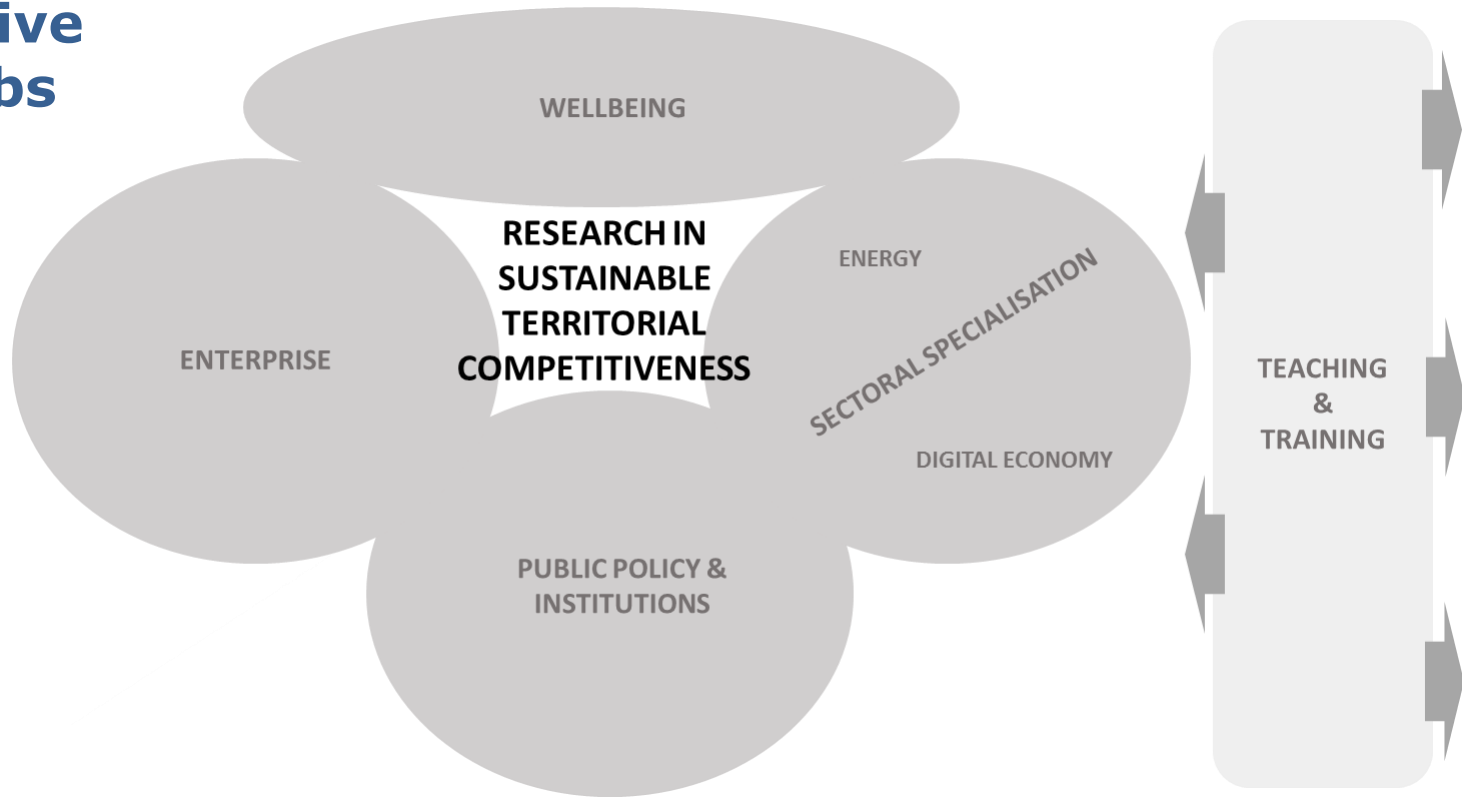 ive
bs
WELLBEING
RESEARCH IN
SUSTAINABLE
TERRITORIAL
COMPETITIVENESS
ENTERPRISE
ENERGY
SECTORAL SPECIALISATION
DIGITAL ECONOMY
PUBLIC POLICY &
INSTITUTIONS
TEACHING
&
TRAINING